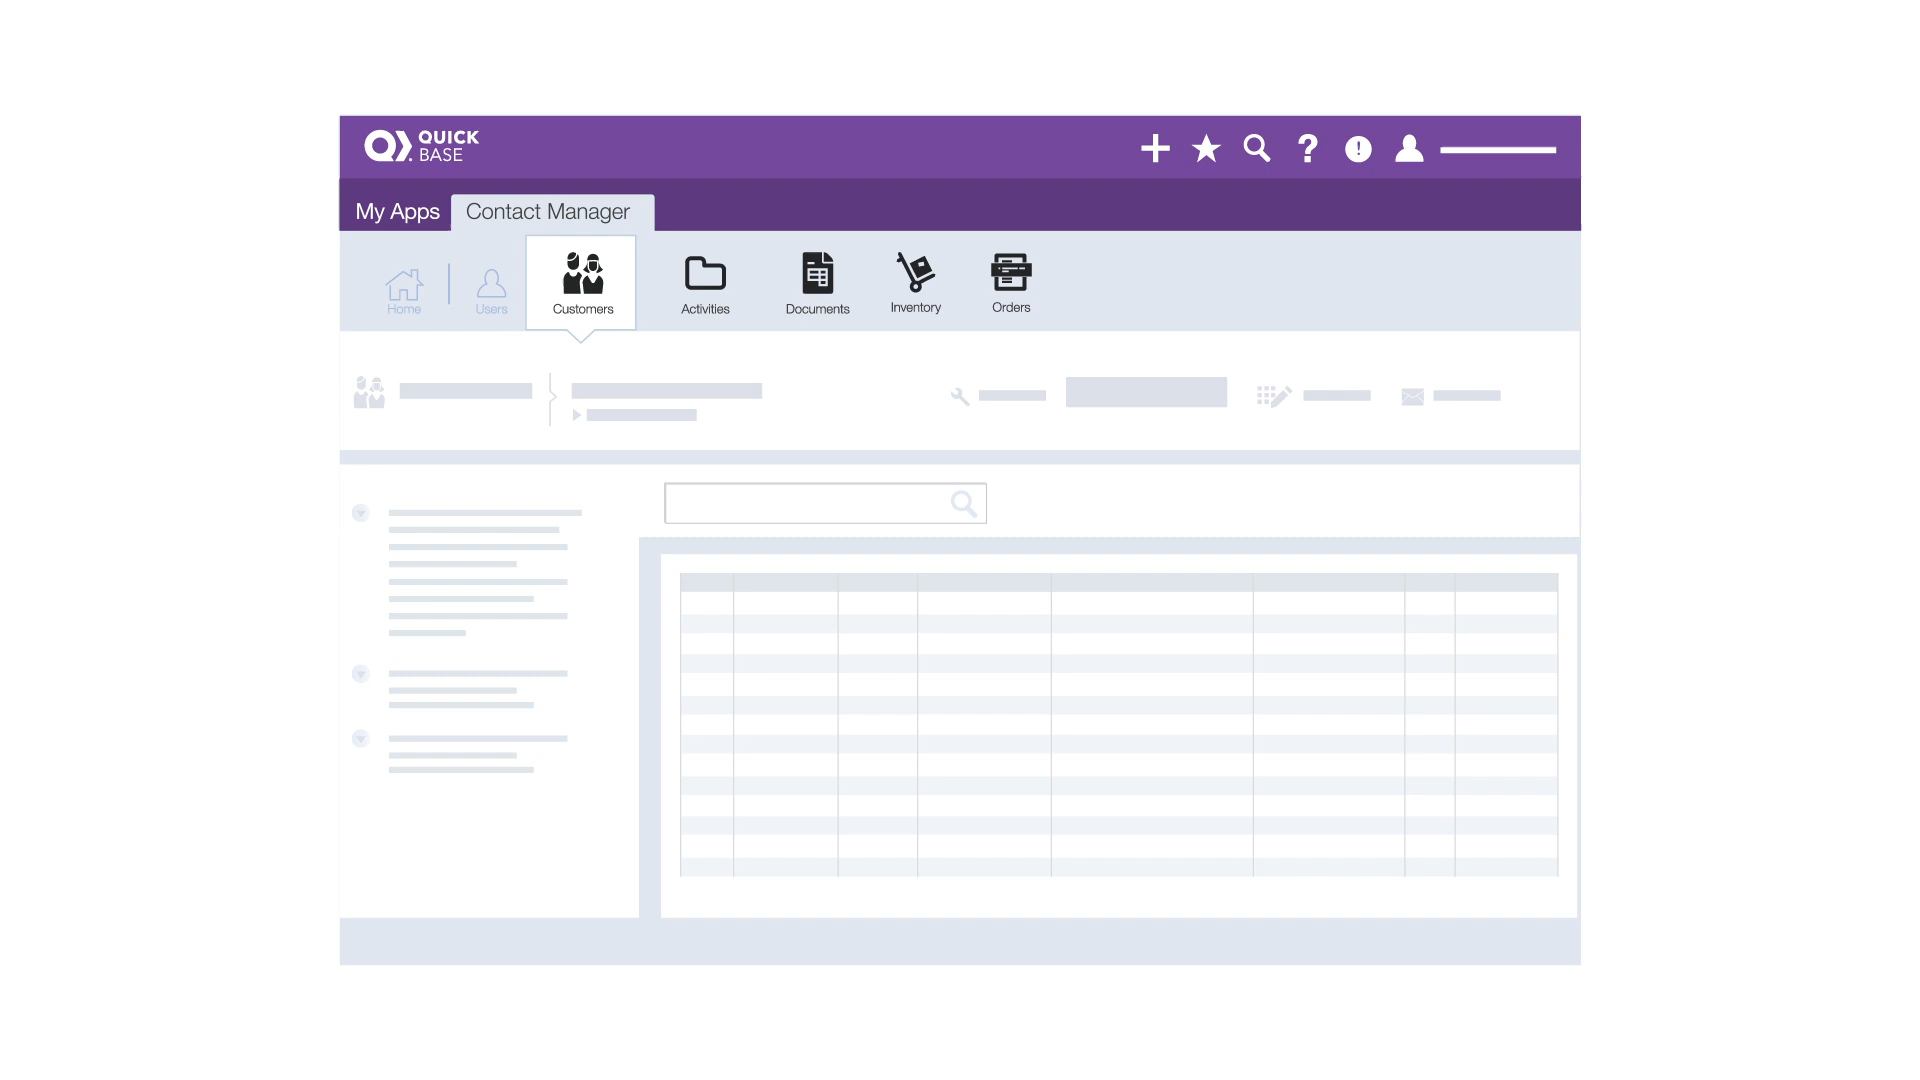 QUICK
BASE
My Apps
Contact Manager
Home
Users
Customers
Activities
Documents
Inventory
Orders